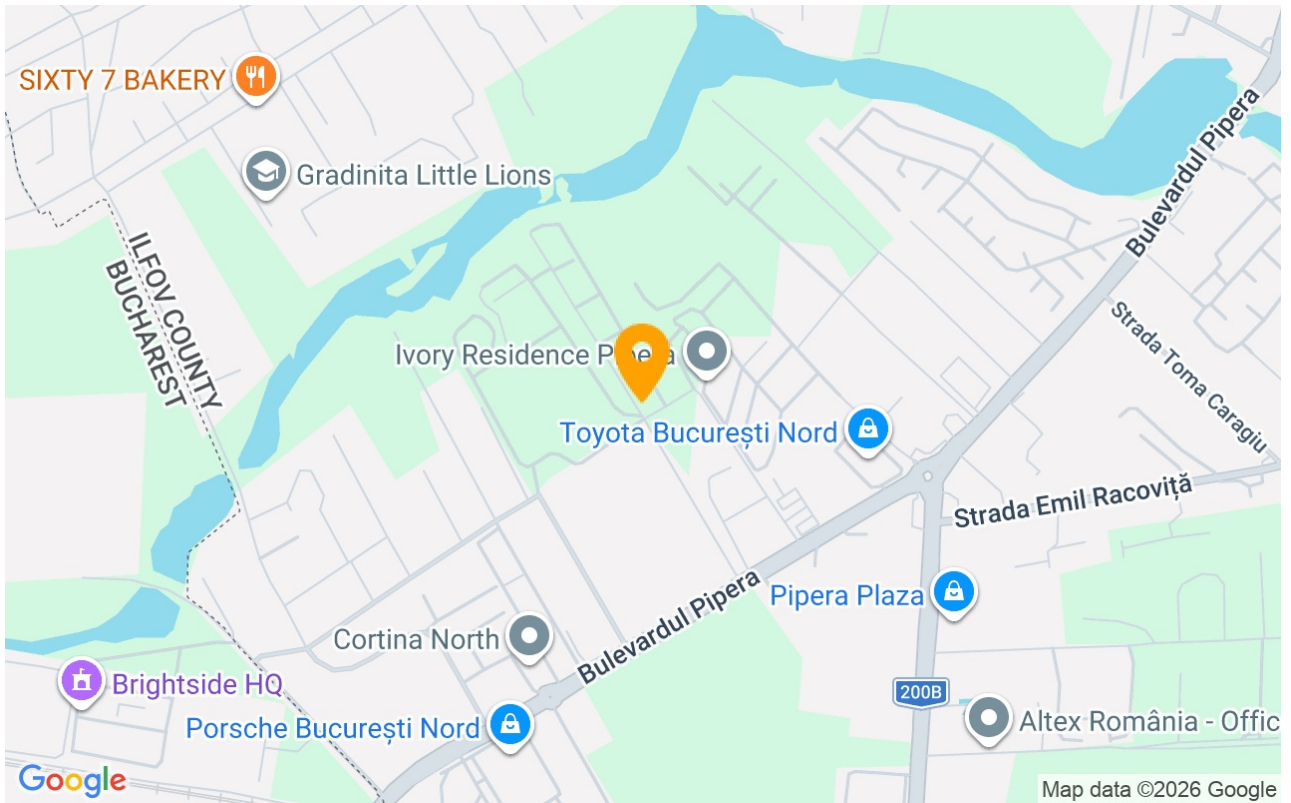 SIXTY 7 BAKERY
Gradinita Little Lions
Bulevardul Pipera
ILFOV COUNTY
BUCHAREST
Strada Toma Caragiu
Ivory Residence Pipera
Toyota București Nord
Strada Emil Racoviță
Pipera Plaza
Bulevardul Pipera
Cortina North
Brightside HQ
200B
Porsche București Nord
Altex România - Offic
Google
Map data ©2026 Google